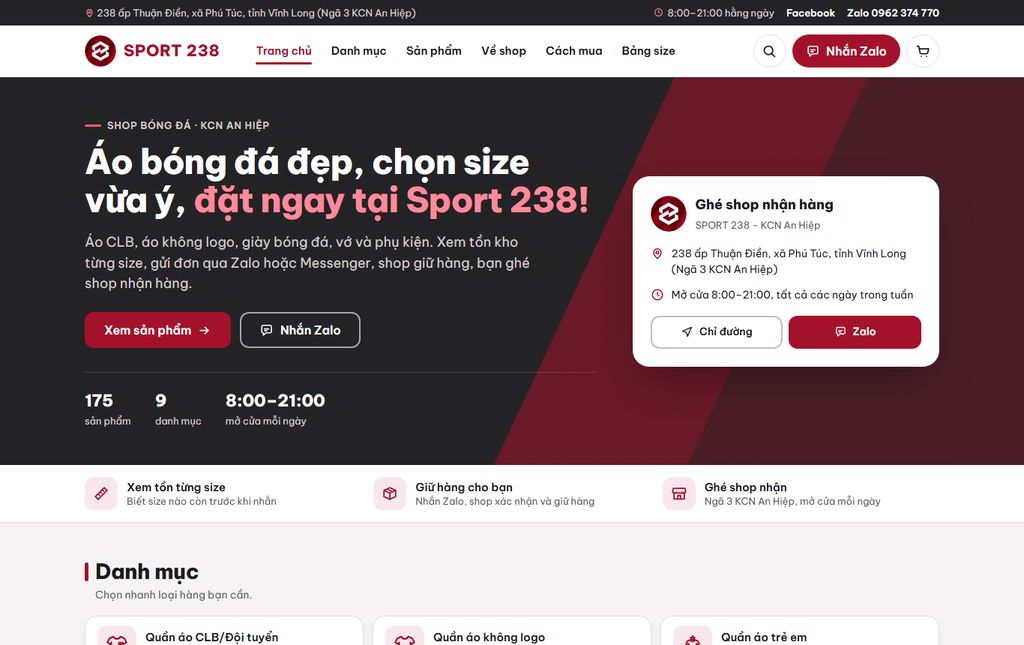 238 ấp Thuận Điền, xã Phú Túc, tỉnh Vĩnh Long (Ngã 3 KCN An Hiệp)
8:00–21:00 hằng ngày Facebook Zalo 0962 374 770
SPORT 238 Trang chủ Danh mục Sản phẩm Về shop Cách mua Bảng size Nhắn Zalo
SHOP BÓNG ĐÁ · KCN AN HIỆP
Áo bóng đá đẹp, chọn size
vừa ý, đặt ngay tại Sport 238!
Áo CLB, áo không logo, giày bóng đá, vớ và phụ kiện. Xem tồn kho
từng size, gửi đơn qua Zalo hoặc Messenger, shop giữ hàng, bạn ghé
shop nhận hàng.
Xem sản phẩm → Nhắn Zalo
175 9 8:00–21:00
sản phẩm danh mục mở cửa mỗi ngày
Ghé shop nhận hàng
SPORT 238 – KCN An Hiệp
238 ấp Thuận Điền, xã Phú Túc, tỉnh Vĩnh Long
(Ngã 3 KCN An Hiệp)
Mở cửa 8:00–21:00, tất cả các ngày trong tuần
Chỉ đường Zalo
Xem tồn từng size
Biết size nào còn trước khi nhắn
Giữ hàng cho bạn
Nhắn Zalo, shop xác nhận và giữ hàng
Ghé shop nhận
Ngã 3 KCN An Hiệp, mở cửa mỗi ngày
Danh mục
Chọn nhanh loại hàng bạn cần.
Quần áo CLB/Đội tuyển
Quần áo không logo
Quần áo trẻ em